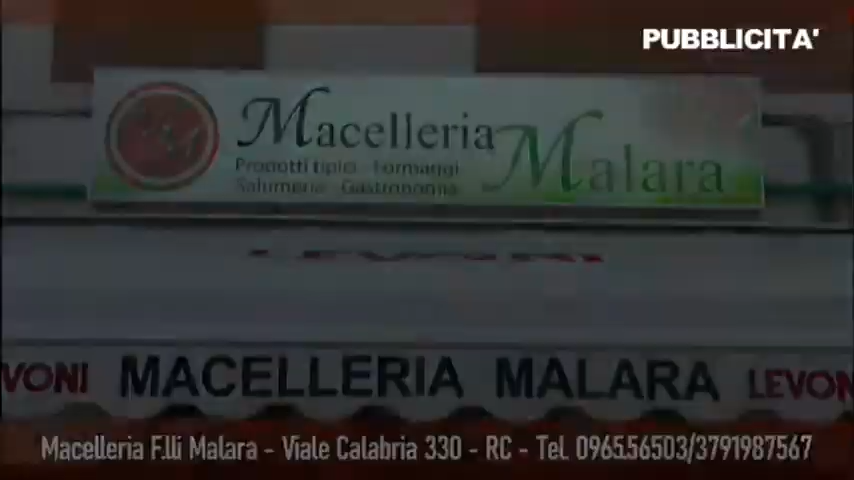 PUBBLICITA'
Macelleria
Malara
Prodotti tipici - Formaggi
Salumeria - Gastronomia
LEVONI
VONI MACELLERIA MALARA LEVON
Macelleria F.lli Malara - Viale Calabria 330 - RC - Tel. 0965.56503/3791987567